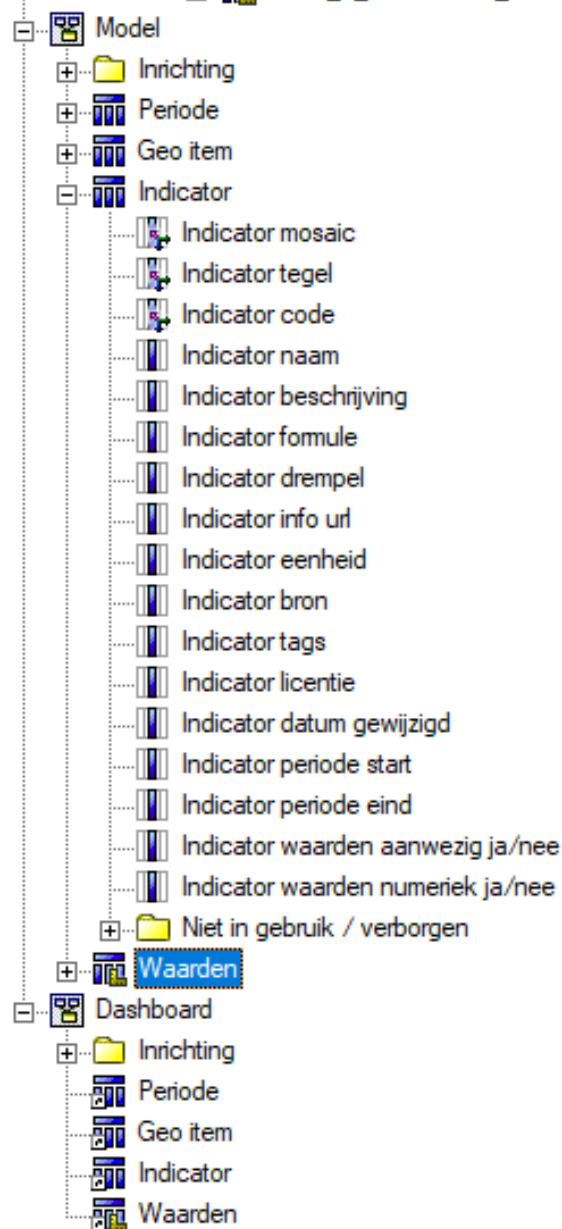 Model
Inrichting
Periode
Geo item
Indicator
Indicator mosaic
Indicator tegel
Indicator code
Indicator naam
Indicator beschrijving
Indicator formule
Indicator drempel
Indicator info url
Indicator eenheid
Indicator bron
Indicator tags
Indicator licentie
Indicator datum gewijzigd
Indicator periode start
Indicator periode eind
Indicator waarden aanwezig ja/nee
Indicator waarden numeriek ja/nee
Niet in gebruik / verborgen
Waarden
Dashboard
Inrichting
Periode
Geo item
Indicator
Waarden